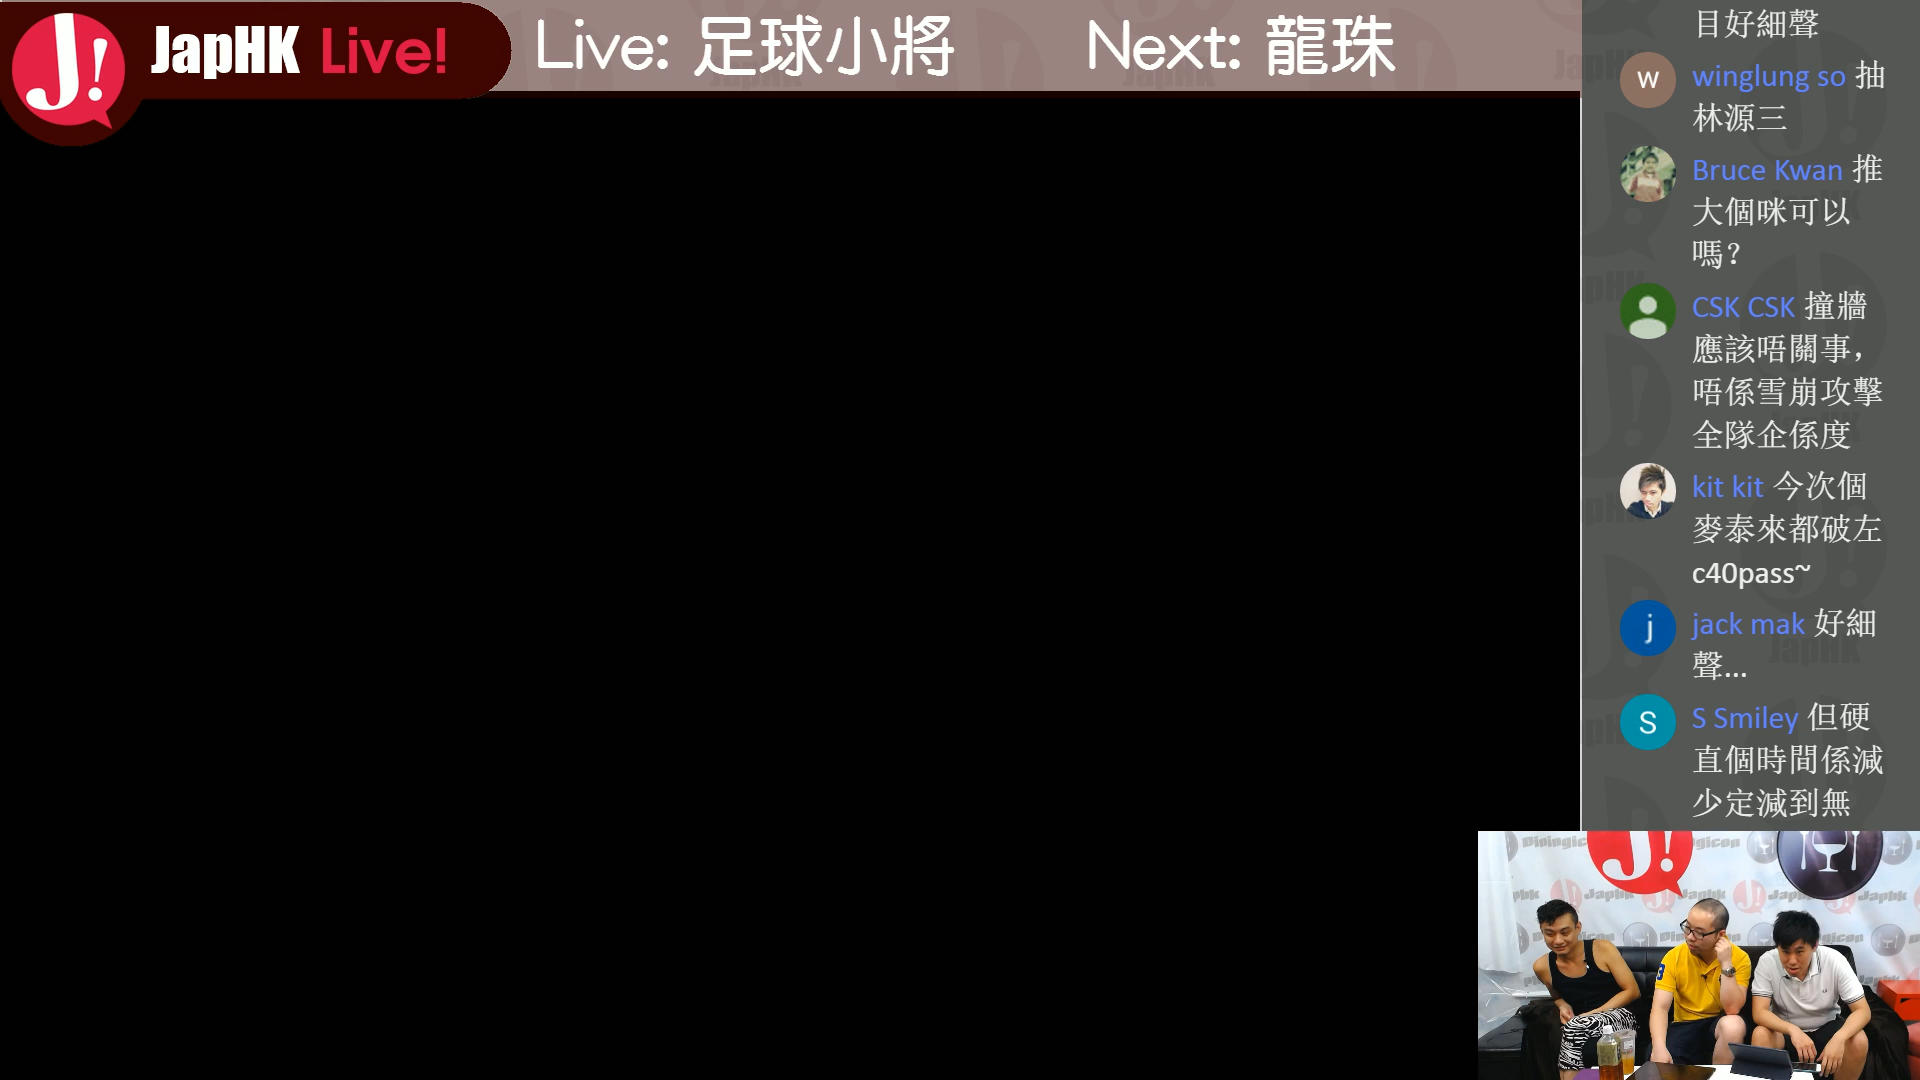 J!
JapHK Live!
Live: 足球小將
Next: 龍珠
目好細聲
W
winglung so 抽
林源三
Bruce Kwan 推
大個咪可以
嗎?
CSK CSK 撞牆
應該唔關事,
唔係雪崩攻擊
全隊企係度
kit kit 今次個
麥泰來都破左
c40pass~
j
jack mak 好細
聲...
S
S Smiley 但硬
直個時間係減
少定減到無
J!
Diningicon
JapHK